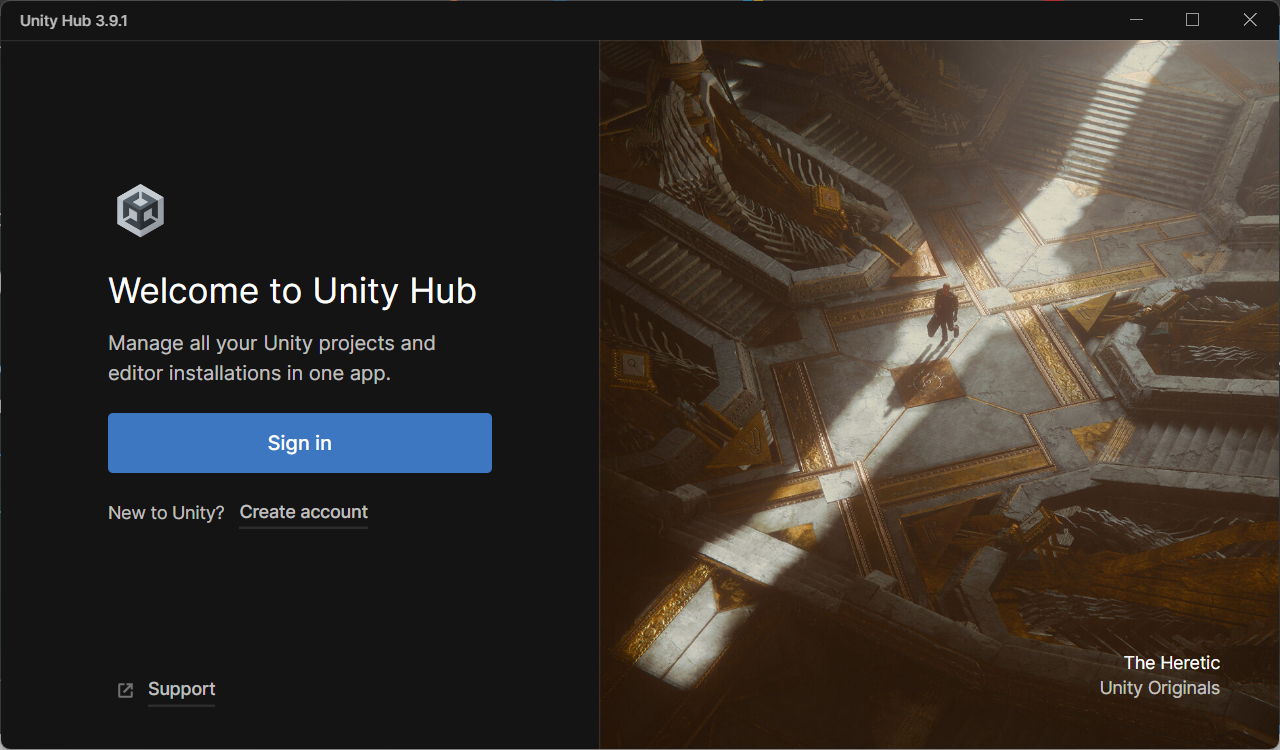 Unity Hub 3.9.1
Welcome to Unity Hub
Manage all your Unity projects and
editor installations in one app.
Sign in
New to Unity? Create account
Support
The Heretic
Unity Originals